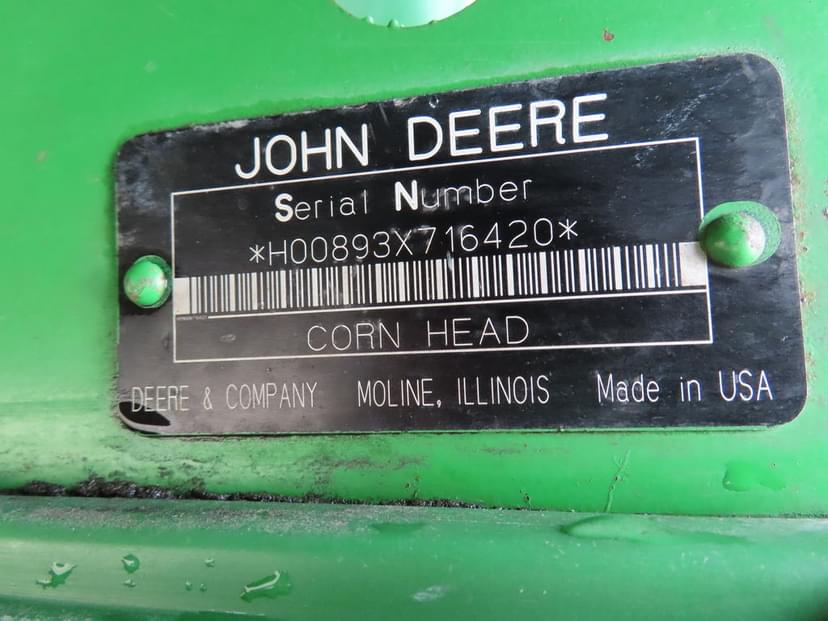 JOHN DEERE
Serial Number
*H00893X716420*
CORN HEAD
DEERE & COMPANY MOLINE, ILLINOIS Made in USA